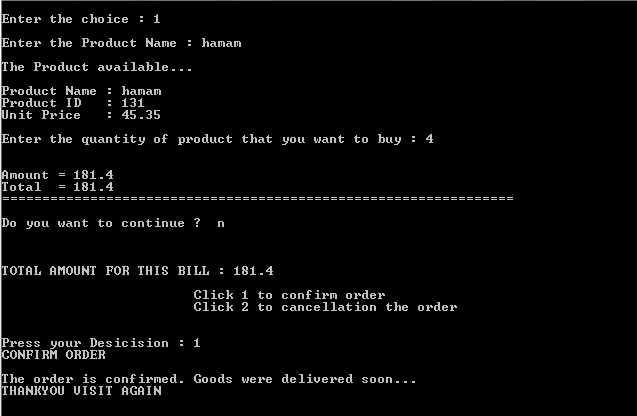 Enter the choice : 1
Enter the Product Name : hamam
The Product available...
Product Name : hamam
Product ID   : 131
Unit Price   : 45.35
Enter the quantity of product that you want to buy : 4
Amount = 181.4
Total  = 181.4
================================================================
Do you want to continue ?  n
TOTAL AMOUNT FOR THIS BILL : 181.4
Click 1 to confirm order
Click 2 to cancellation the order
Press your Desicision : 1
CONFIRM ORDER
The order is confirmed. Goods were delivered soon...
THANKYOU VISIT AGAIN